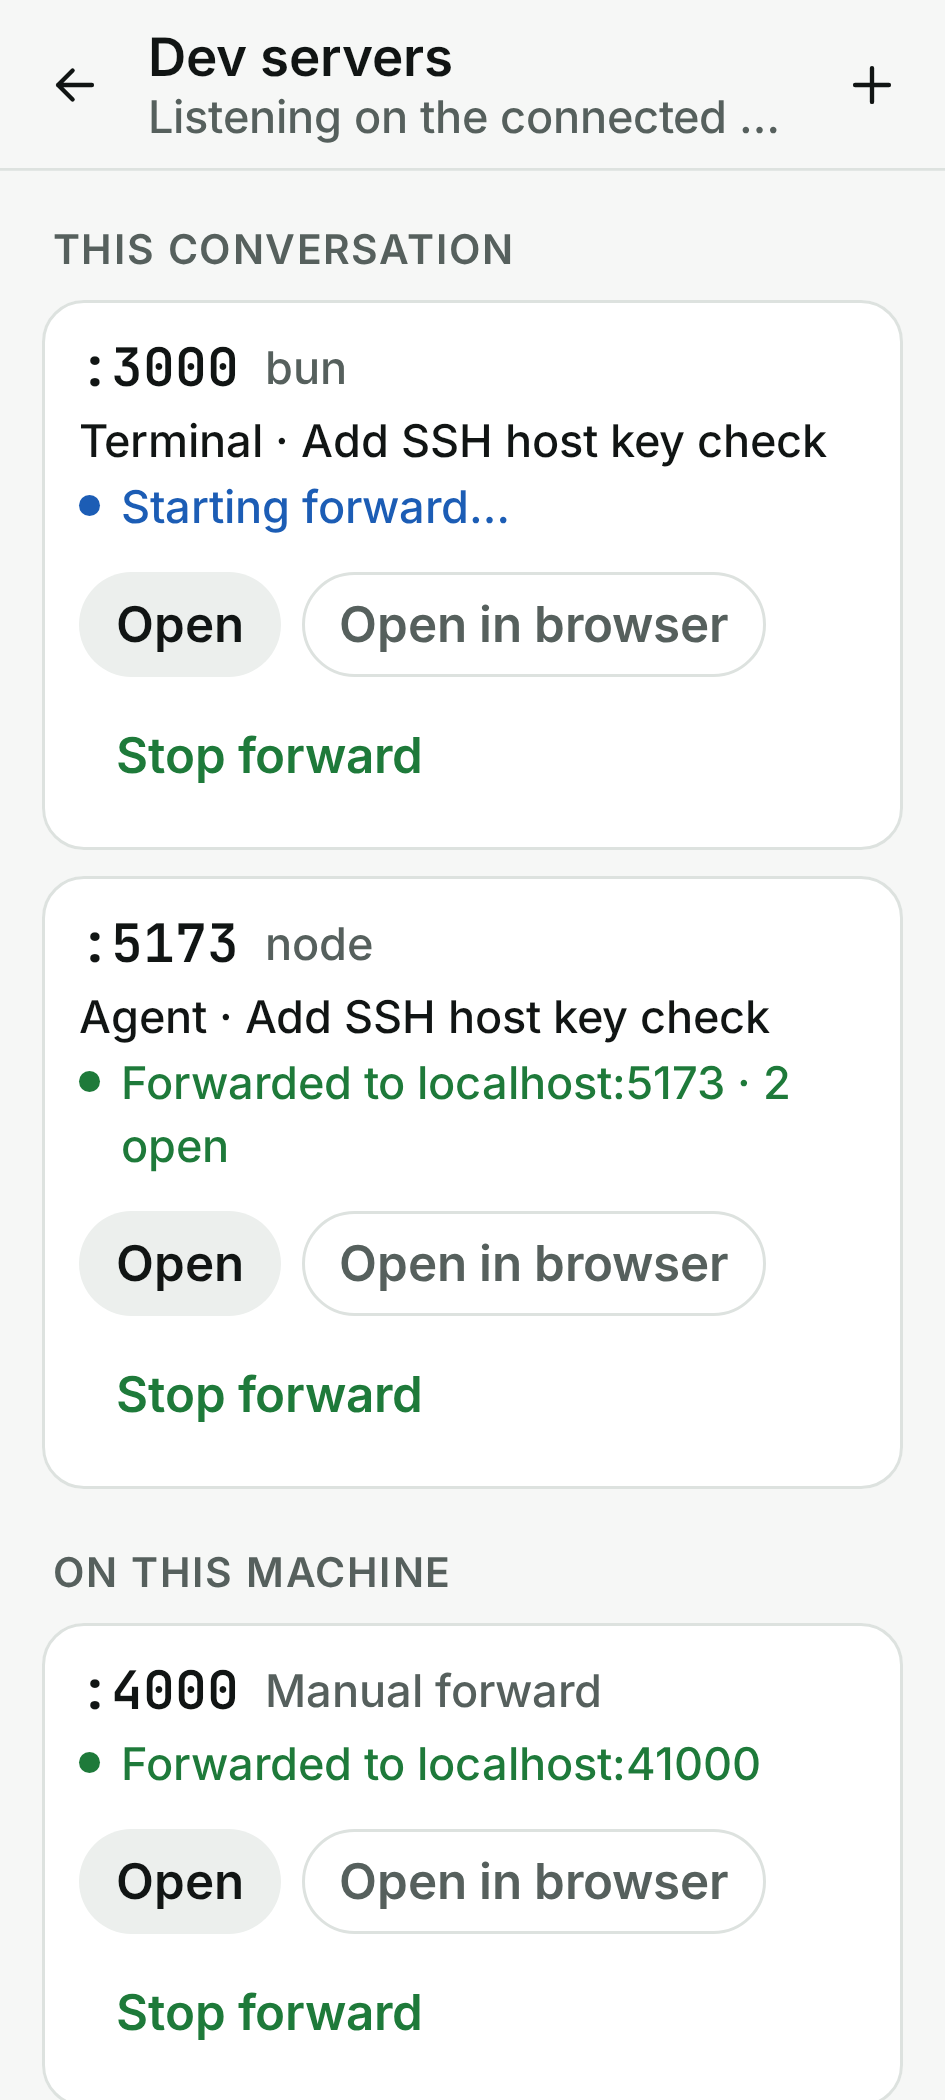 Dev servers
Listening on the connected ...
THIS CONVERSATION
:3000 bun
Terminal · Add SSH host key check
Starting forward...
Open
Open in browser
Stop forward
:5173 node
Agent · Add SSH host key check
Forwarded to localhost:5173 · 2
open
Open
Open in browser
Stop forward
ON THIS MACHINE
:4000 Manual forward
Forwarded to localhost:41000
Open
Open in browser
Stop forward